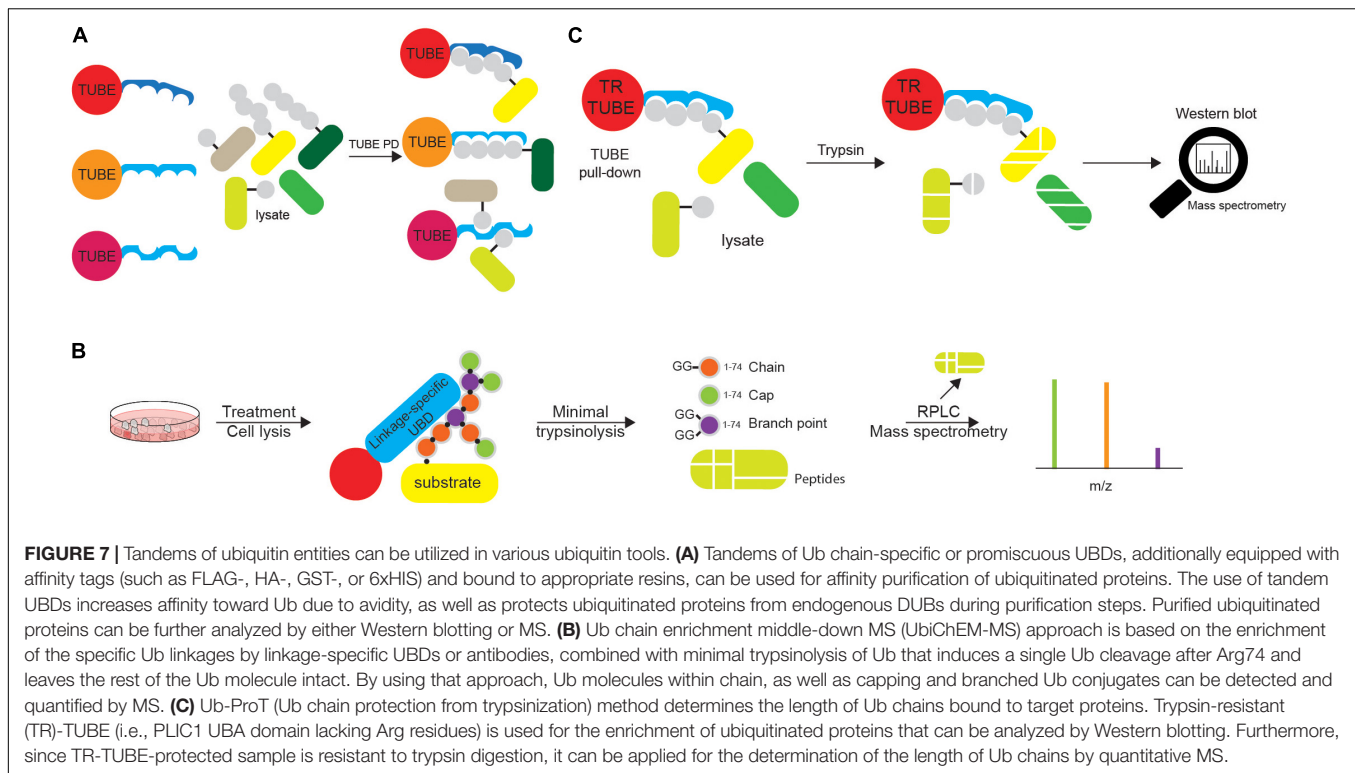 A
TUBE
TUBE
TUBE
lysate
TUBE PD
TUBE
TUBE
TUBE
C
TR
TUBE
TUBE
pull-down
lysate
Trypsin
TR
TUBE
Western blot
Mass spectrometry
B
Treatment
Cell lysis
Linkage-specific
UBD
substrate
Minimal
trypsinolysis
GG 1-74 Chain
1-74 Cap
GG
GG 1-74 Branch point
Peptides
RPLC
Mass spectrometry
m/z
FIGURE 7 | Tandems of ubiquitin entities can be utilized in various ubiquitin tools. (A) Tandems of Ub chain-specific or promiscuous UBDs, additionally equipped with
affinity tags (such as FLAG-, HA-, GST-, or 6xHIS) and bound to appropriate resins, can be used for affinity purification of ubiquitinated proteins. The use of tandem
UBDs increases affinity toward Ub due to avidity, as well as protects ubiquitinated proteins from endogenous DUBs during purification steps. Purified ubiquitinated
proteins can be further analyzed by either Western blotting or MS. (B) Ub chain enrichment middle-down MS (UbiChEM-MS) approach is based on the enrichment
of the specific Ub linkages by linkage-specific UBDs or antibodies, combined with minimal trypsinolysis of Ub that induces a single Ub cleavage after Arg74 and
leaves the rest of the Ub molecule intact. By using that approach, Ub molecules within chain, as well as capping and branched Ub conjugates can be detected and
quantified by MS. (C) Ub-ProT (Ub chain protection from trypsinization) method determines the length of Ub chains bound to target proteins. Trypsin-resistant
(TR)-TUBE (i.e., PLIC1 UBA domain lacking Arg residues) is used for the enrichment of ubiquitinated proteins that can be analyzed by Western blotting. Furthermore,
since TR-TUBE-protected sample is resistant to trypsin digestion, it can be applied for the determination of the length of Ub chains by quantitative MS.